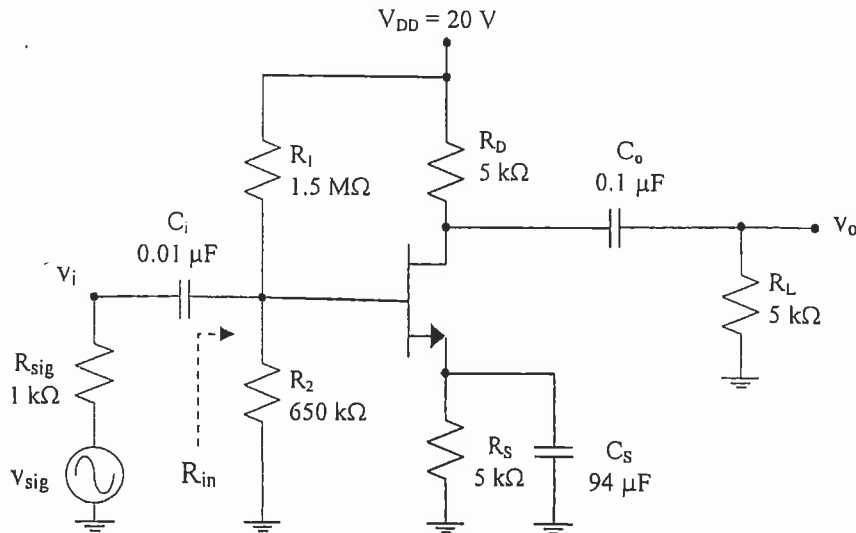 V_DD = 20 V
R_1
1.5 MΩ
R_D
5 kΩ
C_o
0.1 μF
C_i
0.01 μF
v_i
v_o
R_L
5 kΩ
R_sig
1 kΩ
R_2
650 kΩ
R_in
v_sig
R_S
5 kΩ
C_S
94 μF